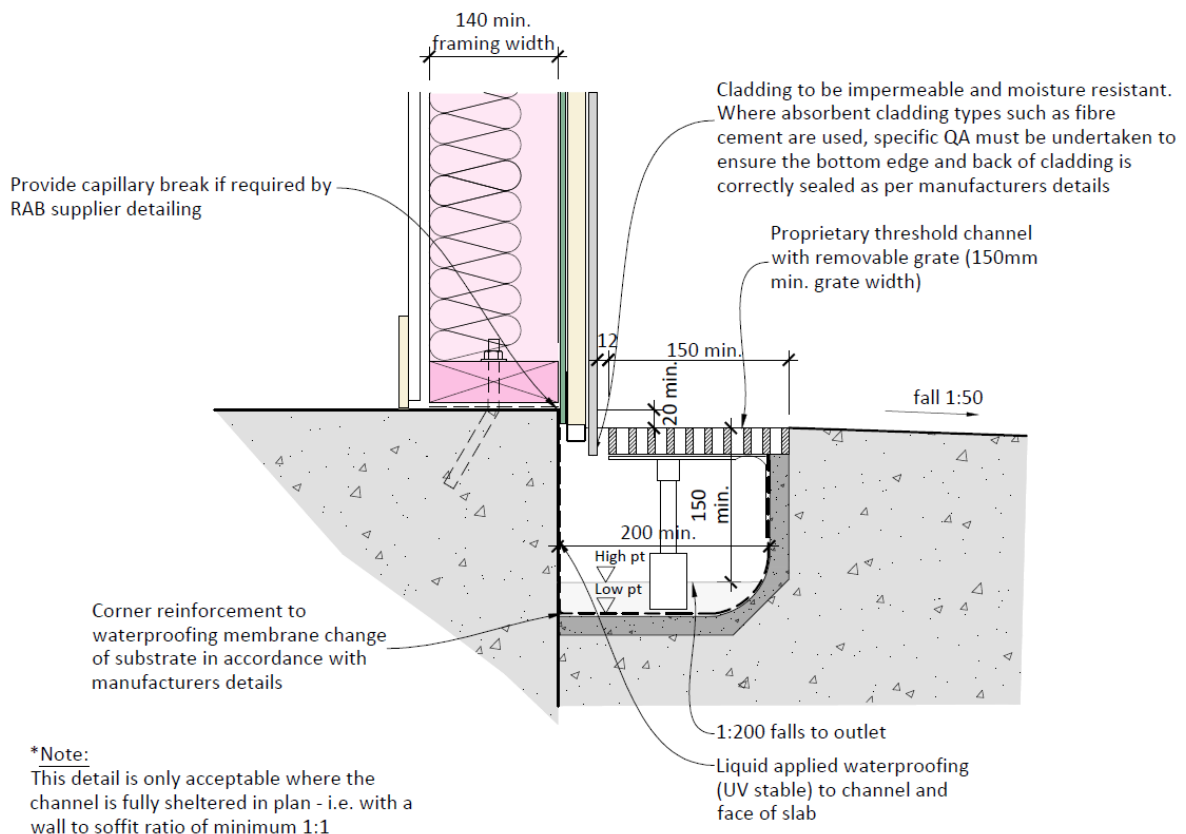 140 min.
framing width
Cladding to be impermeable and moisture resistant.
Where absorbent cladding types such as fibre
cement are used, specific QA must be undertaken to
ensure the bottom edge and back of cladding is
correctly sealed as per manufacturers details
Provide capillary break if required by
RAB supplier detailing
Proprietary threshold channel
with removable grate (150mm
min. grate width)
12
150 min.
20 min.
fall 1:50
150
min.
200 min.
High pt
Low pt
Corner reinforcement to
waterproofing membrane change
of substrate in accordance with
manufacturers details
1:200 falls to outlet
Liquid applied waterproofing
(UV stable) to channel and
face of slab
*Note:
This detail is only acceptable where the
channel is fully sheltered in plan - i.e. with a
wall to soffit ratio of minimum 1:1